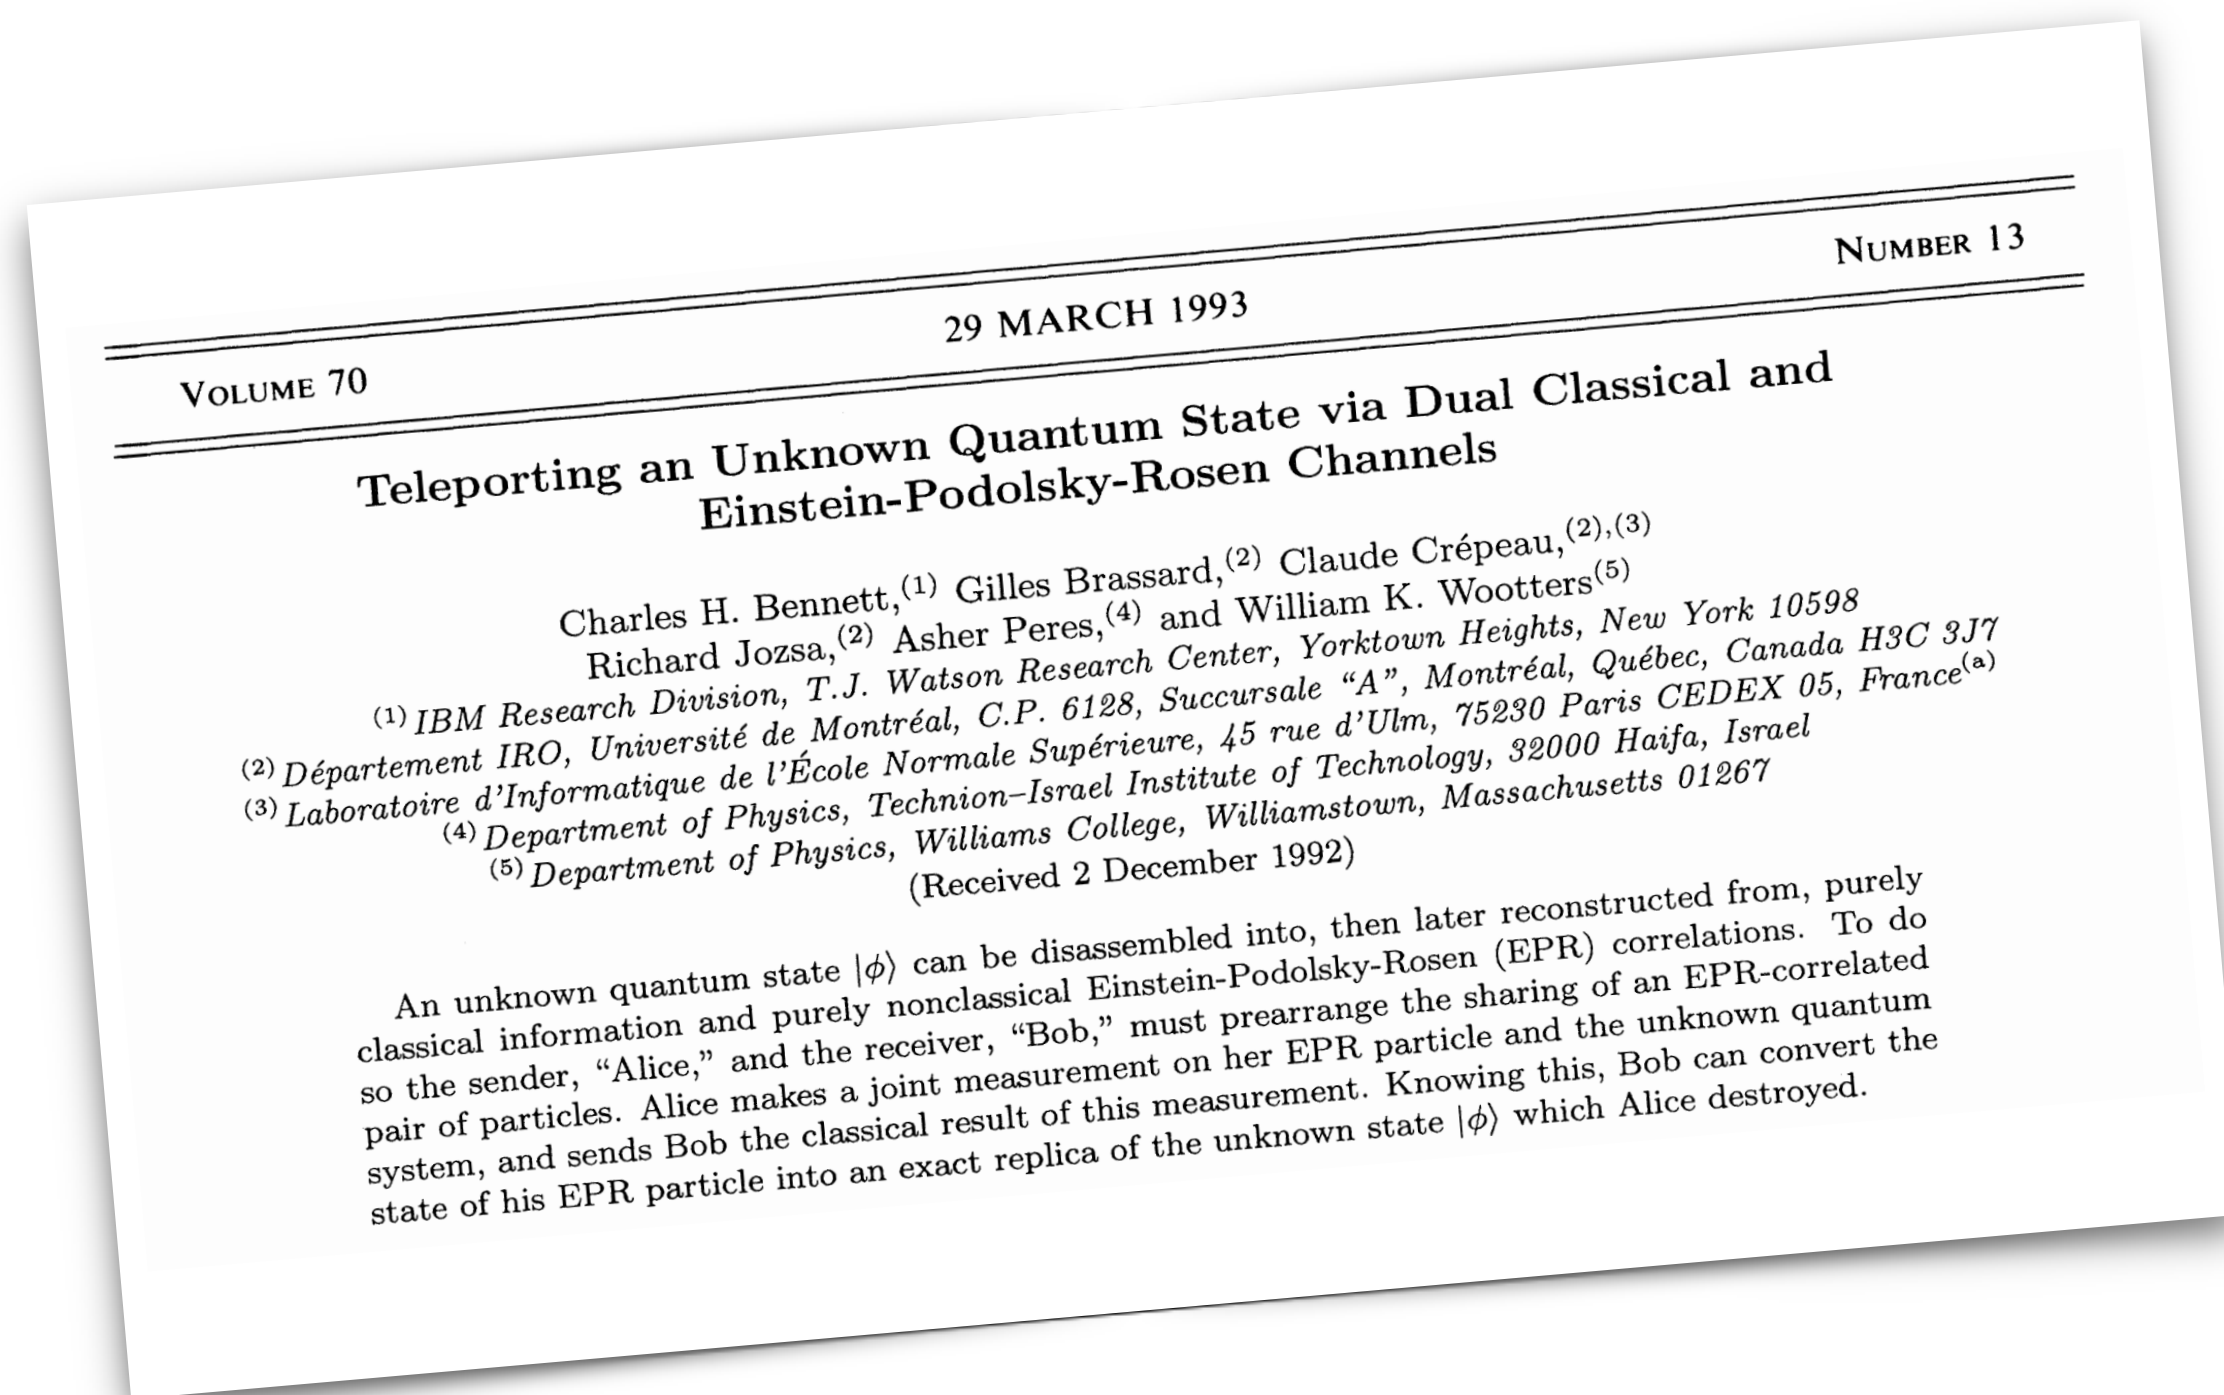 VOLUME 70
29 MARCH 1993
NUMBER 13
Teleporting an Unknown Quantum State via Dual Classical and
Einstein-Podolsky-Rosen Channels
Charles H. Bennett,(1) Gilles Brassard,(2) Claude Crépeau,(2),(3)
Richard Jozsa,(2) Asher Peres,(4) and William K. Wootters(5)
(1) IBM Research Division, T.J. Watson Research Center, Yorktown Heights, New York 10598
(2) Département IRO, Université de Montréal, C.P. 6128, Succursale “A”, Montréal, Québec, Canada H3C 3J7
(3) Laboratoire d'Informatique de l'École Normale Supérieure, 45 rue d'Ulm, 75230 Paris CEDEX 05, France(a)
(4) Department of Physics, Technion–Israel Institute of Technology, 32000 Haifa, Israel
(5) Department of Physics, Williams College, Williamstown, Massachusetts 01267
(Received 2 December 1992)
An unknown quantum state |ϕ⟩ can be disassembled into, then later reconstructed from, purely
classical information and purely nonclassical Einstein-Podolsky-Rosen (EPR) correlations. To do
so the sender, “Alice,” and the receiver, “Bob,” must prearrange the sharing of an EPR-correlated
pair of particles. Alice makes a joint measurement on her EPR particle and the unknown quantum
system, and sends Bob the classical result of this measurement. Knowing this, Bob can convert the
state of his EPR particle into an exact replica of the unknown state |ϕ⟩ which Alice destroyed.